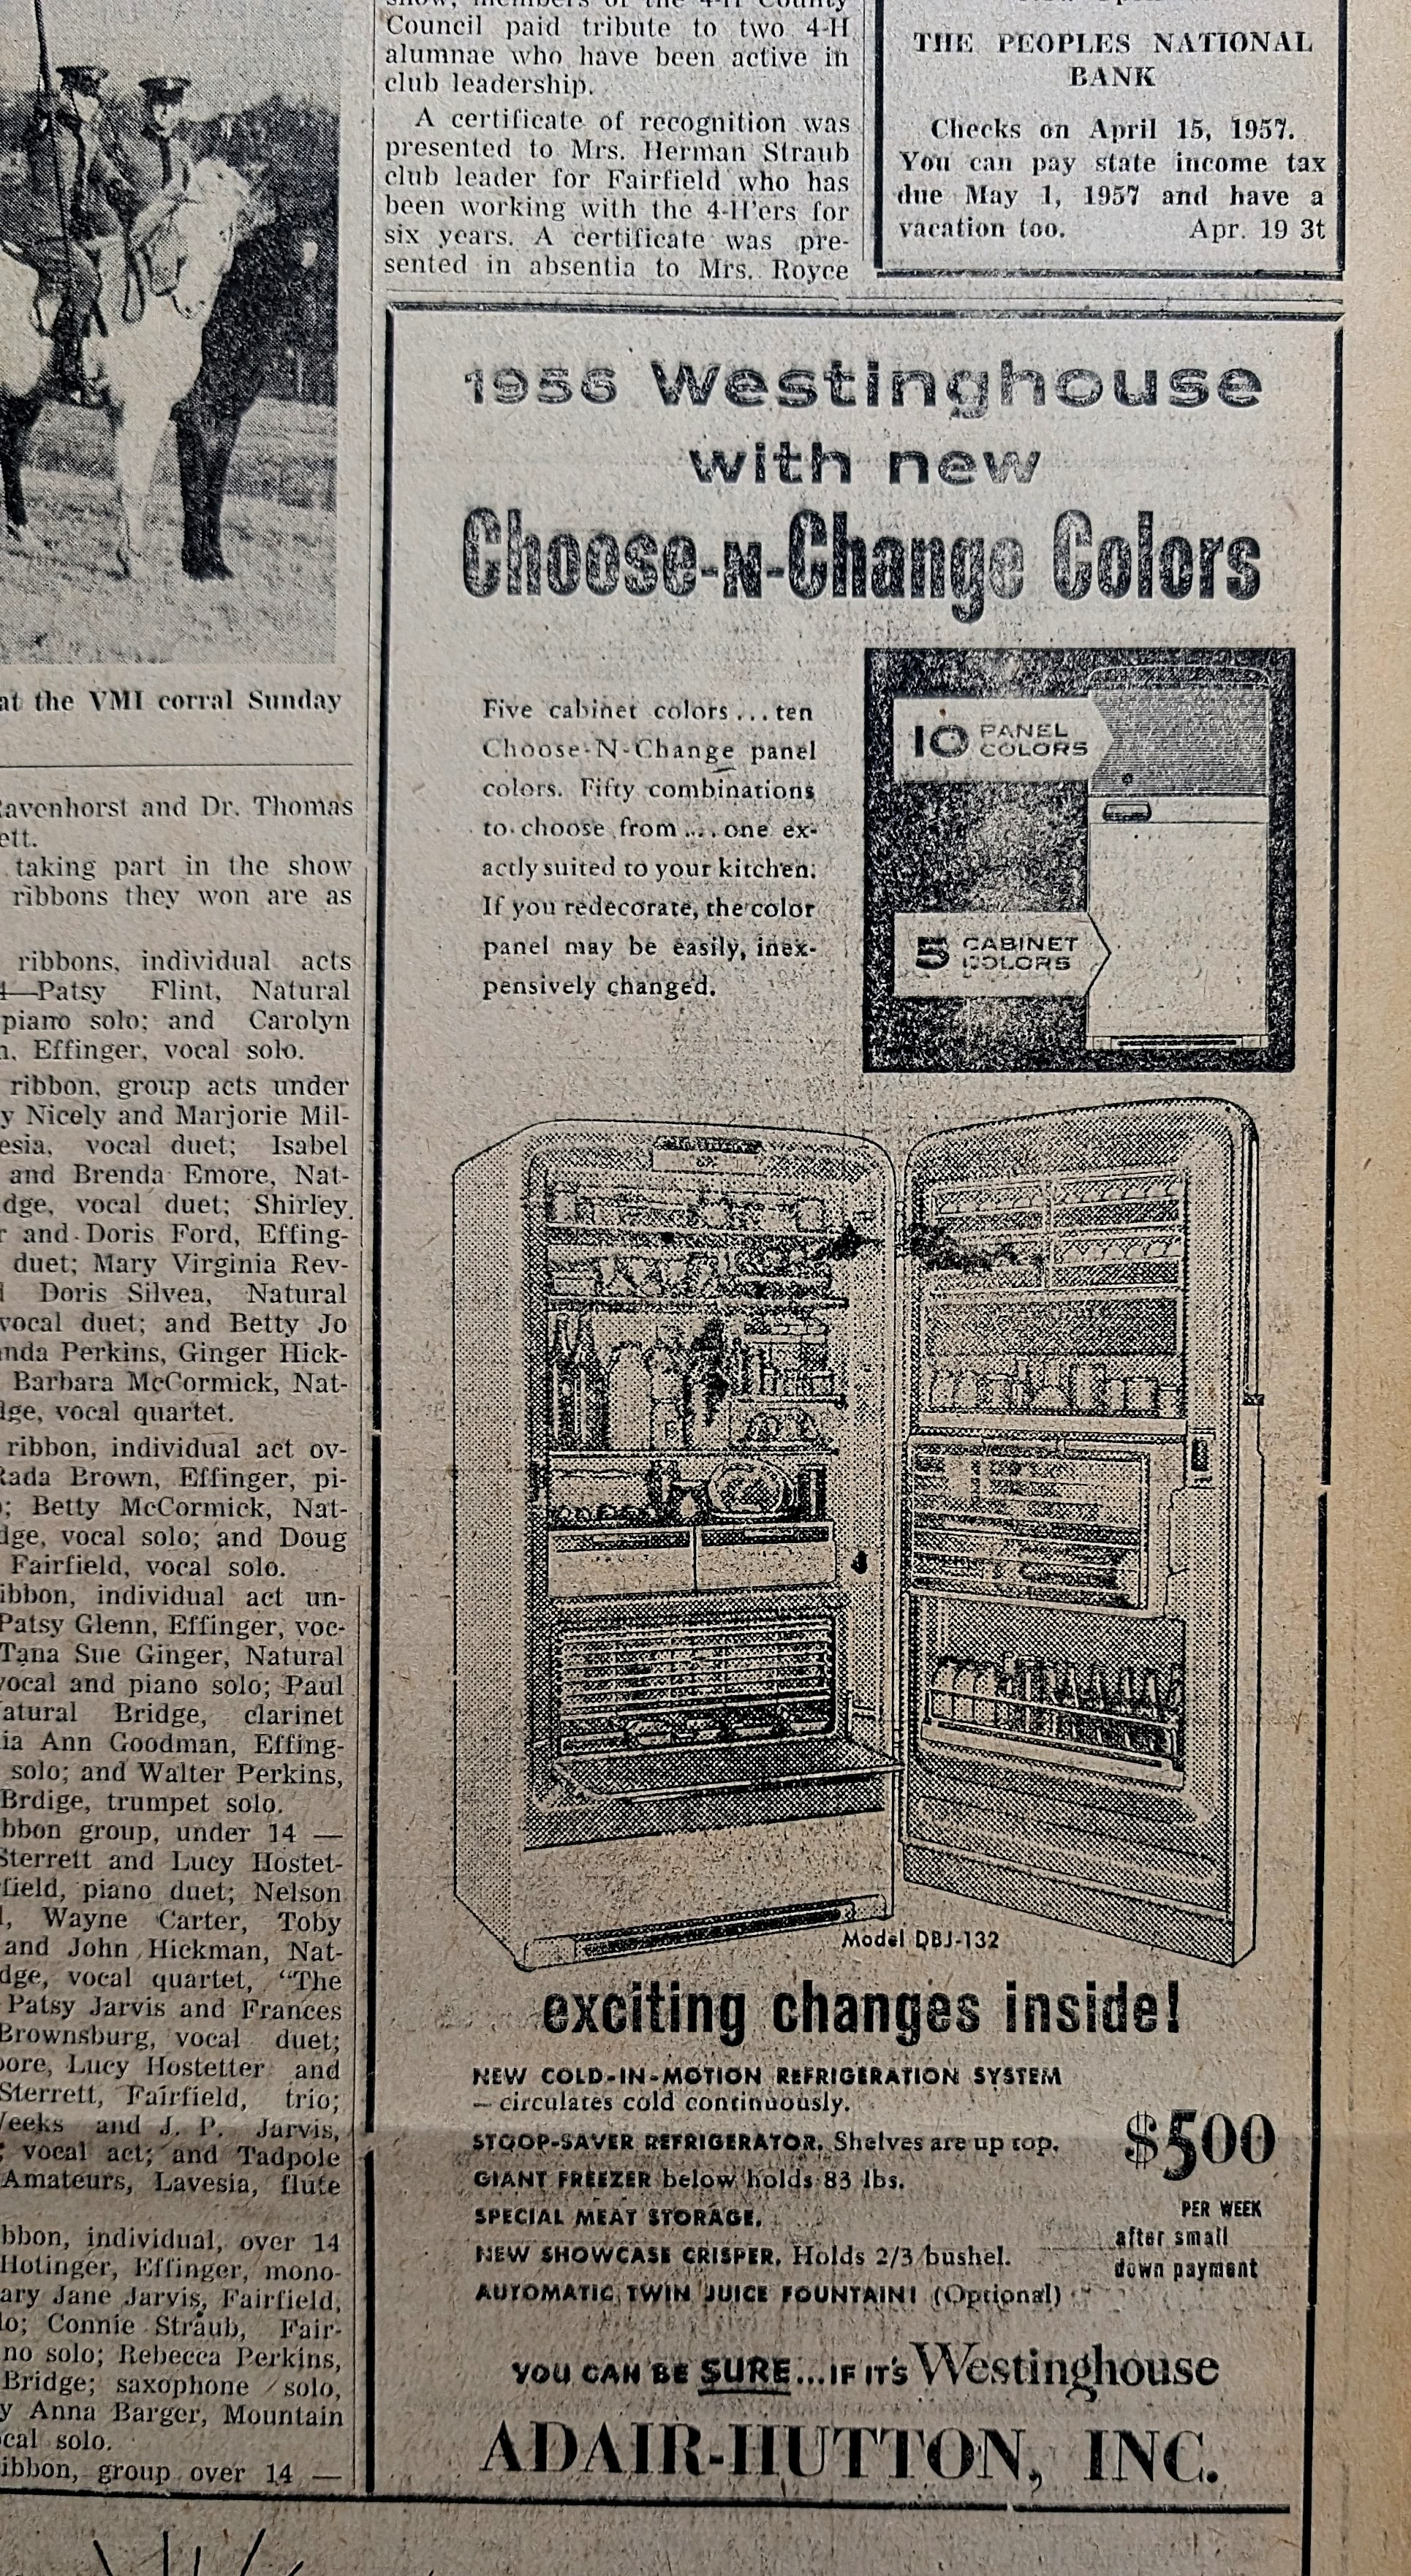 at the VMI corral Sunday
avenhorst and Dr. Thomas
ett.
taking part in the show
ribbons they won are as
ribbons, individual acts
4—Patsy Flint, Natural
piano solo; and Carolyn
Effinger, vocal solo.
ribbon, group acts under
y Nicely and Marjorie Mil-
esia, vocal duet; Isabel
and Brenda Emore, Nat-
dge, vocal duet; Shirley
and Doris Ford, Effing-
duet; Mary Virginia Rev-
Doris Silvea, Natural
vocal duet; and Betty Jo
nda Perkins, Ginger Hick-
Barbara McCormick, Nat-
dge, vocal quartet.
ribbon, individual act ov-
Rada Brown, Effinger, pi-
; Betty McCormick, Nat-
dge, vocal solo; and Doug
Fairfield, vocal solo.
ibbon, individual act un-
Patsy Glenn, Effinger, voc-
Tana Sue Ginger, Natural
vocal and piano solo; Paul
atural Bridge, clarinet
ia Ann Goodman, Effing-
solo; and Walter Perkins,
Brdige, trumpet solo.
bbon group, under 14 —
Sterrett and Lucy Hostet-
field, piano duet; Nelson
Wayne Carter, Toby
and John Hickman, Nat-
dge, vocal quartet, "The
Patsy Jarvis and Frances
Brownsburg, vocal duet;
oore, Lucy Hostetter and
Sterrett, Fairfield, trio;
Weeks and J. P. Jarvis,
vocal act; and Tadpole
Amateurs, Lavesia, flute
bbon, individual, over 14
Hotinger, Effinger, mono-
ary Jane Jarvis, Fairfield,
lo; Connie Straub, Fair-
no solo; Rebecca Perkins,
Bridge; saxophone solo,
y Anna Barger, Mountain
cal solo.
ibbon, group over 14 —
show, members of the 4-H County
Council paid tribute to two 4-H
alumnae who have been active in
club leadership.
A certificate of recognition was
presented to Mrs. Herman Straub
club leader for Fairfield who has
been working with the 4-H'ers for
six years. A certificate was pre-
sented in absentia to Mrs. Royce
THE PEOPLES NATIONAL
BANK
Checks on April 15, 1957.
You can pay state income tax
due May 1, 1957 and have a
vacation too. Apr. 19 3t
1956 Westinghouse
with new
Choose-N-Change Colors
Five cabinet colors...ten
Choose-N-Change panel
colors. Fifty combinations
to choose from...one ex-
actly suited to your kitchen.
If you redecorate, the color
panel may be easily, inex-
pensively changed.
10 PANEL
COLORS
5 CABINET
COLORS
Model DBJ-132
exciting changes inside!
NEW COLD-IN-MOTION REFRIGERATION SYSTEM
— circulates cold continuously.
STOOP-SAVER REFRIGERATOR. Shelves are up top.
GIANT FREEZER below holds 83 lbs.
SPECIAL MEAT STORAGE.
NEW SHOWCASE CRISPER. Holds 2/3 bushel.
AUTOMATIC TWIN JUICE FOUNTAIN! (Optional)
$500
PER WEEK
after small
down payment
YOU CAN BE SURE...IF IT'S Westinghouse
ADAIR-HUTTON, INC.